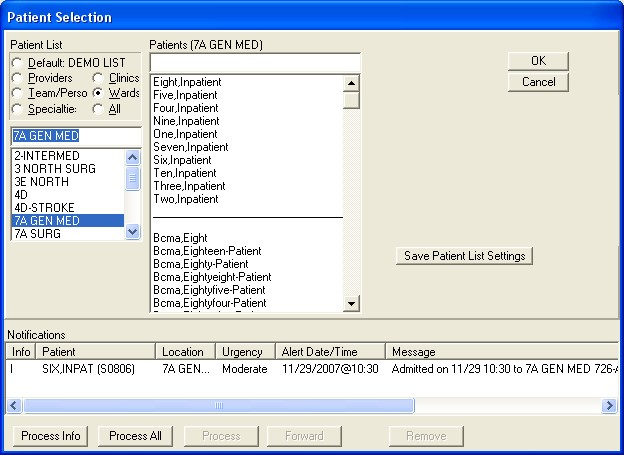 Patient Selection
Patient List
Default: DEMO LIST
Providers Clinics
Team/Perso Wards
Specialtie: All
7A GEN MED
2-INTERMED
3 NORTH SURG
3E NORTH
4D
4D-STROKE
7A GEN MED
7A SURG
Patients (7A GEN MED)
Eight,Inpatient
Five,Inpatient
Four,Inpatient
Nine,Inpatient
One,Inpatient
Seven,Inpatient
Six,Inpatient
Ten,Inpatient
Three,Inpatient
Two,Inpatient
Bcma,Eight
Bcma,Eighteen-Patient
Bcma,Eighty-Patient
Bcma,Eightyeight-Patient
Bcma,Eightyfive-Patient
Bcma,Eightyfour-Patient
OK
Cancel
Save Patient List Settings
Notifications
Info Patient Location Urgency Alert Date/Time Message
I SIX,INPAT (S0806) 7A GEN... Moderate 11/29/2007@10:30 Admitted on 11/29 10:30 to 7A GEN MED 726-
Process Info Process All Process Forward Remove